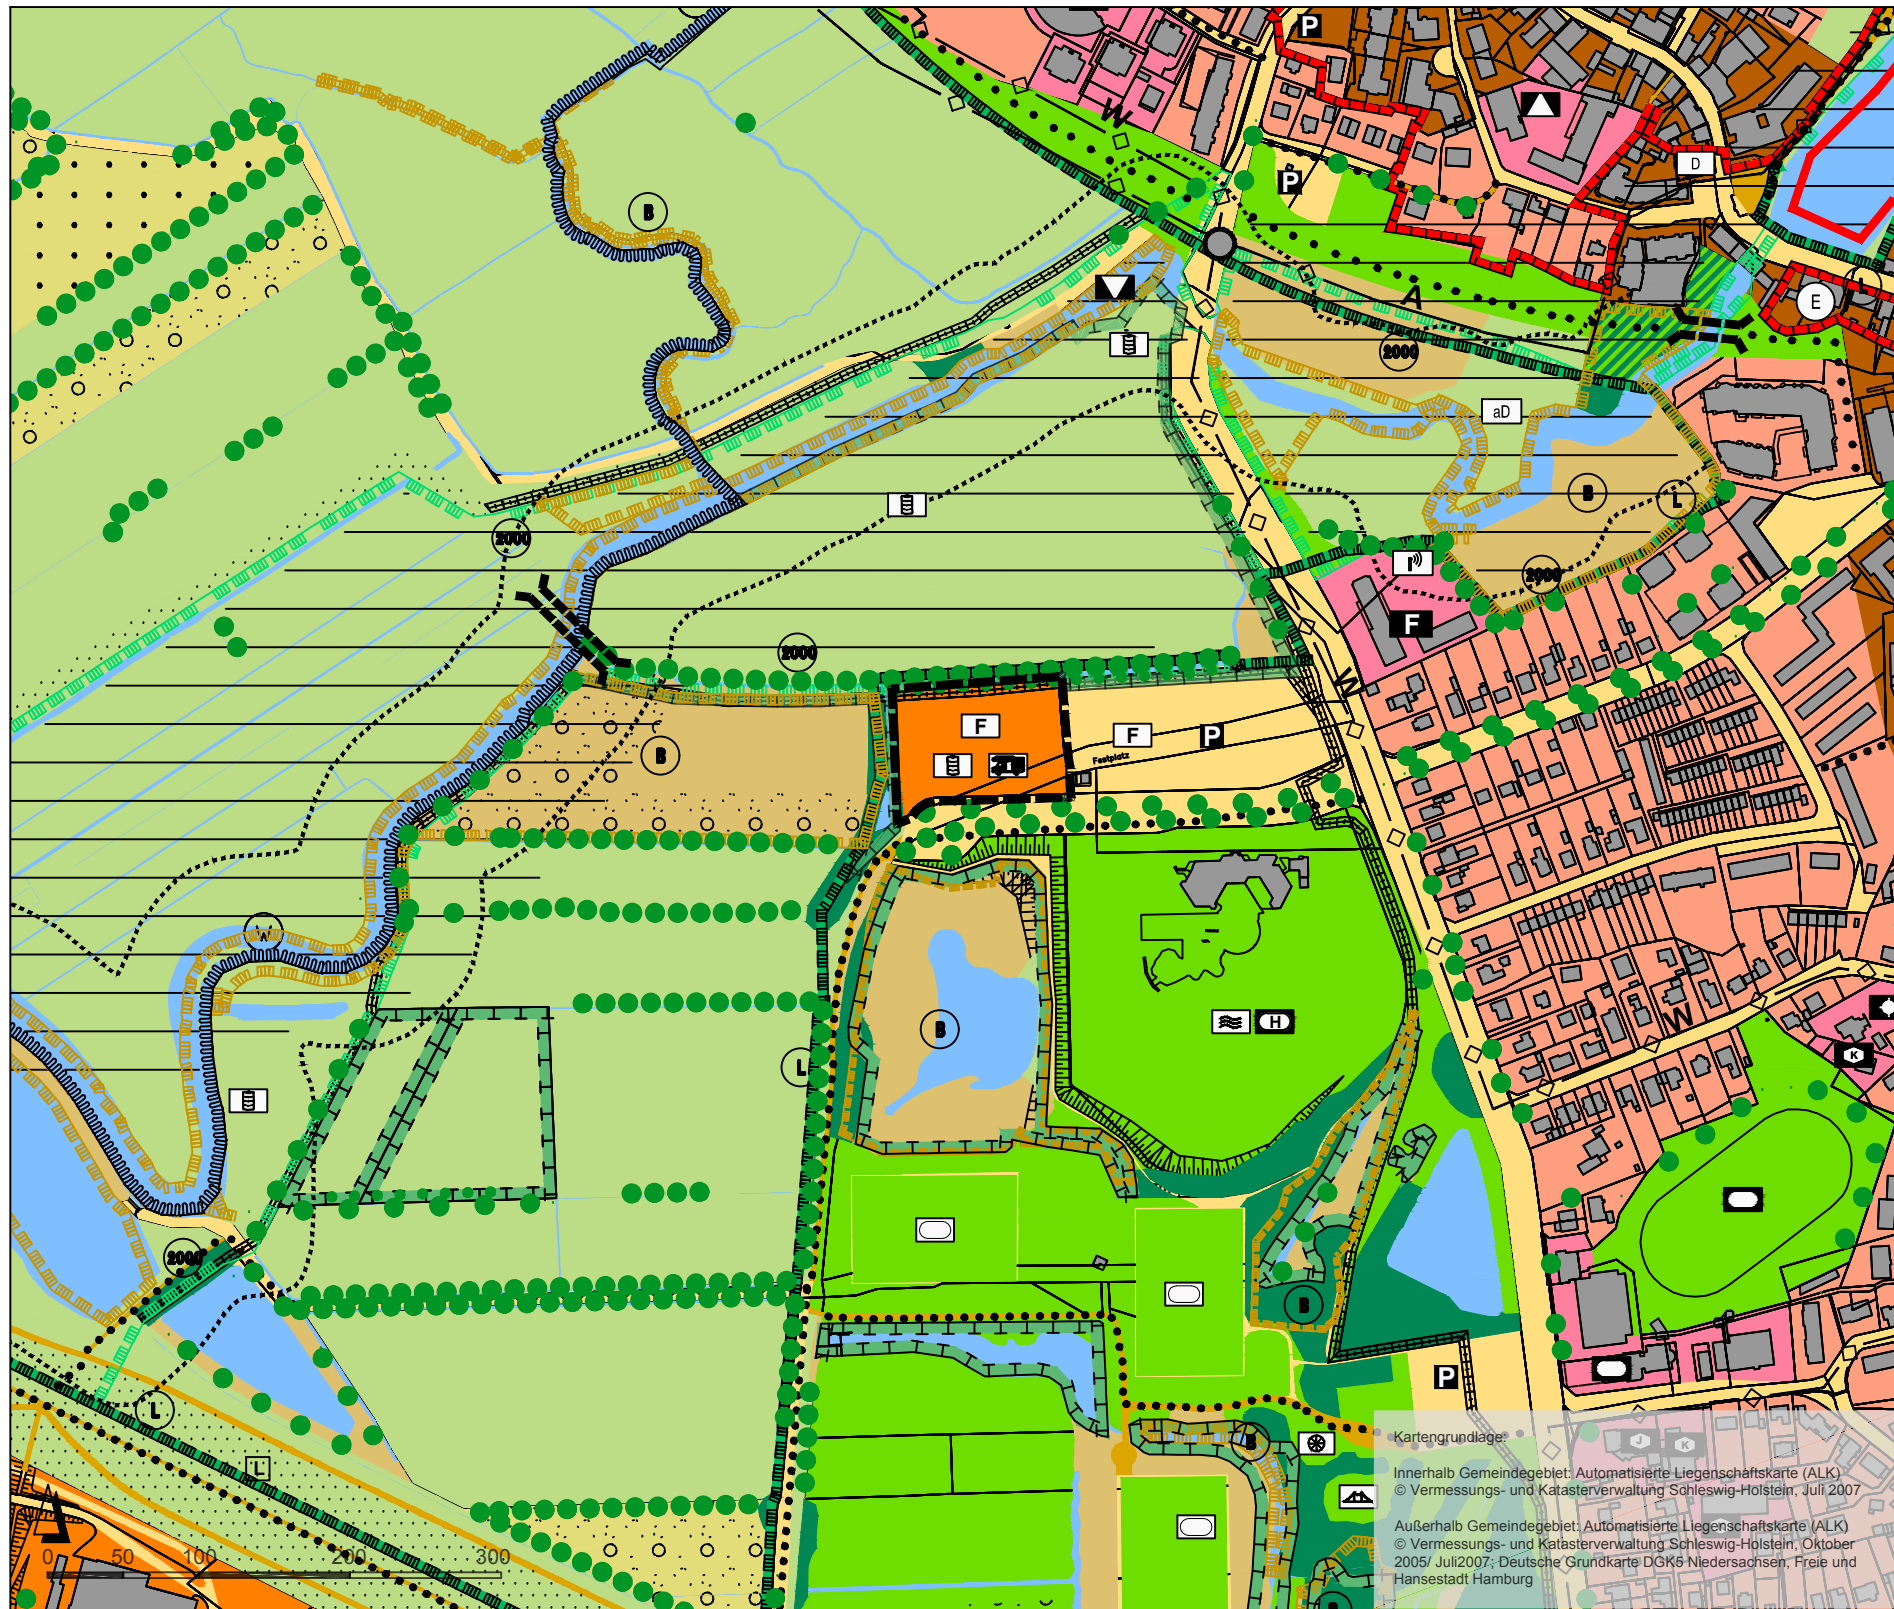 P
W
P
D
B
A
E
L
2000
aD
B
L
2000
2000
F
2000
W
F
F
P
Festplatz
B
W
B
H
L
W
K
2000
B
P
L
B
L
J
K
0 50 100 200 300
Kartengrundlage:
Innerhalb Gemeindegebiet: Automatisierte Liegenschaftskarte (ALK)
© Vermessungs- und Katasterverwaltung Schleswig-Holstein, Juli 2007
Außerhalb Gemeindegebiet: Automatisierte Liegenschaftskarte (ALK)
© Vermessungs- und Katasterverwaltung Schleswig-Holstein, Oktober
2005/ Juli2007; Deutsche Grundkarte DGK5 Niedersachsen, Freie und
Hansestadt Hamburg
B